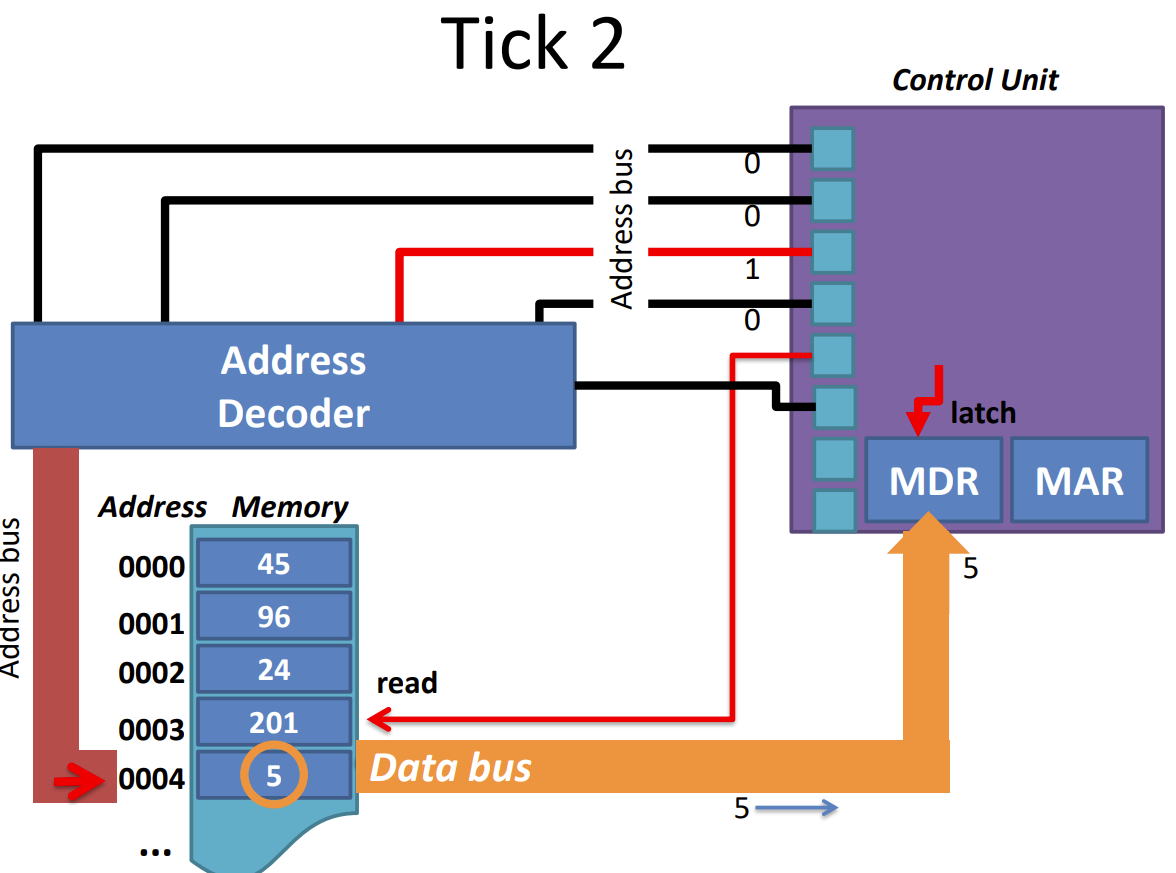 Tick 2
Control Unit
Address bus
0
0
1
0
Address
Decoder
latch
MDR
MAR
Address bus
Address Memory
0000 45
0001 96
0002 24
0003 201
0004 5
...
read
Data bus
5
5